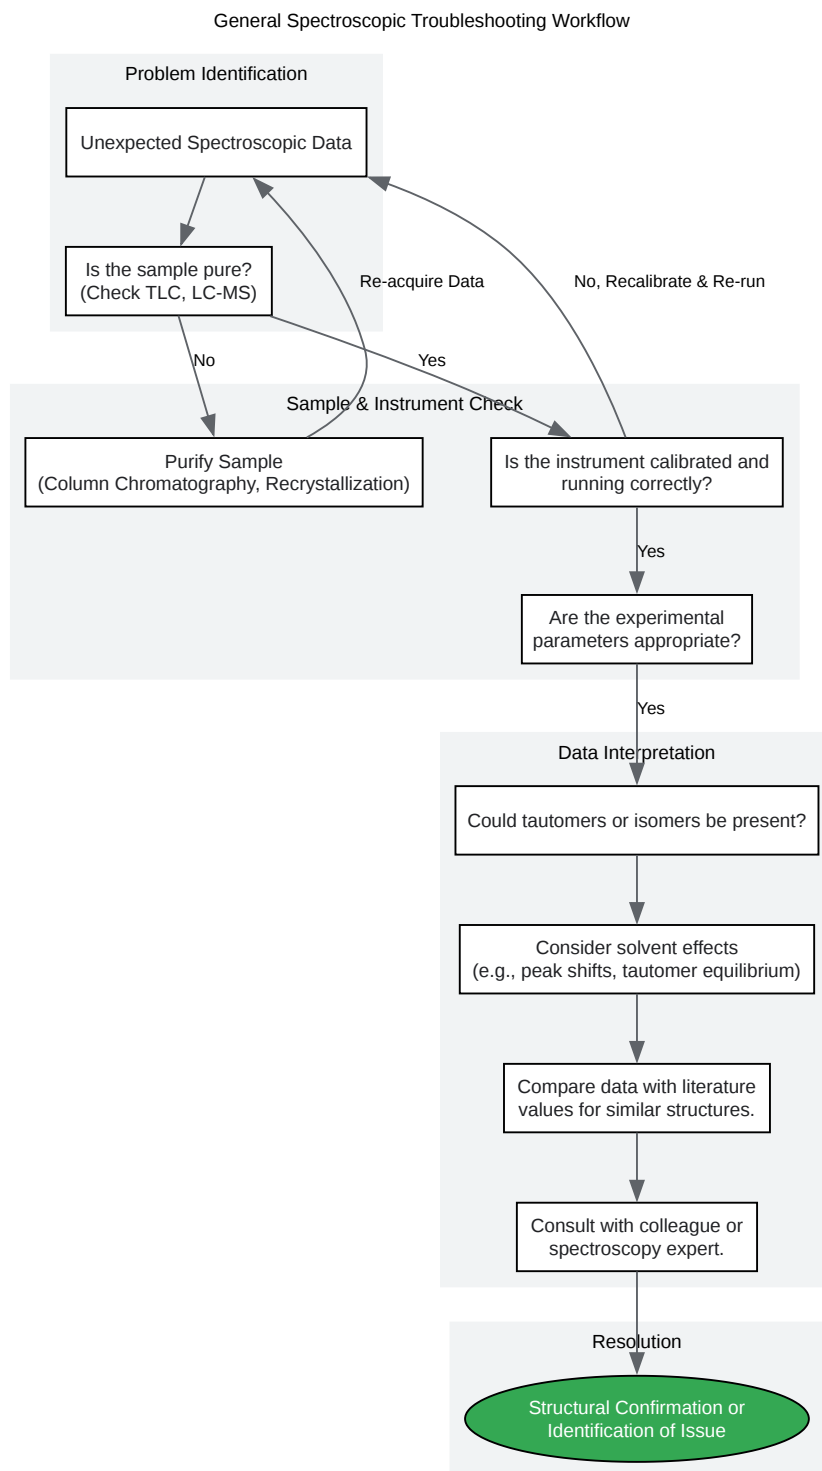 General Spectroscopic Troubleshooting Workflow
Problem Identification
Unexpected Spectroscopic Data
Is the sample pure?
(Check TLC, LC-MS)
Re-acquire Data
No, Recalibrate & Re-run
No
Yes
Sample & Instrument Check
Purify Sample
(Column Chromatography, Recrystallization)
Is the instrument calibrated and
running correctly?
Yes
Are the experimental
parameters appropriate?
Yes
Data Interpretation
Could tautomers or isomers be present?
Consider solvent effects
(e.g., peak shifts, tautomer equilibrium)
Compare data with literature
values for similar structures.
Consult with colleague or
spectroscopy expert.
Resolution
Structural Confirmation or
Identification of Issue